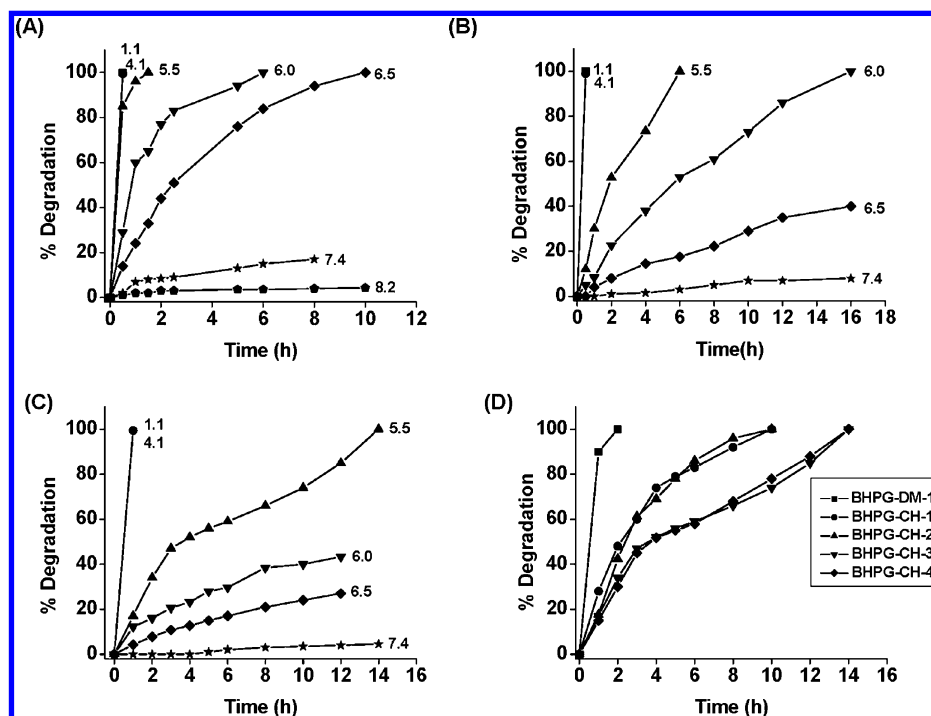 (A)
% Degradation
100
80
60
40
20
0
1.1
4.1
5.5
6.0
6.5
7.4
8.2
0 2 4 6 8 10 12
Time (h)
(B)
% Degradation
100
80
60
40
20
0
1.1
4.1
5.5
6.0
6.5
7.4
0 2 4 6 8 10 12 14 16 18
Time(h)
(C)
% Degradation
100
80
60
40
20
0
1.1
4.1
5.5
6.0
6.5
7.4
0 2 4 6 8 10 12 14 16
Time (h)
(D)
% Degradation
100
80
60
40
20
0
BHPG-DM-1
BHPG-CH-1
BHPG-CH-2
BHPG-CH-3
BHPG-CH-4
0 2 4 6 8 10 12 14 16
Time (h)